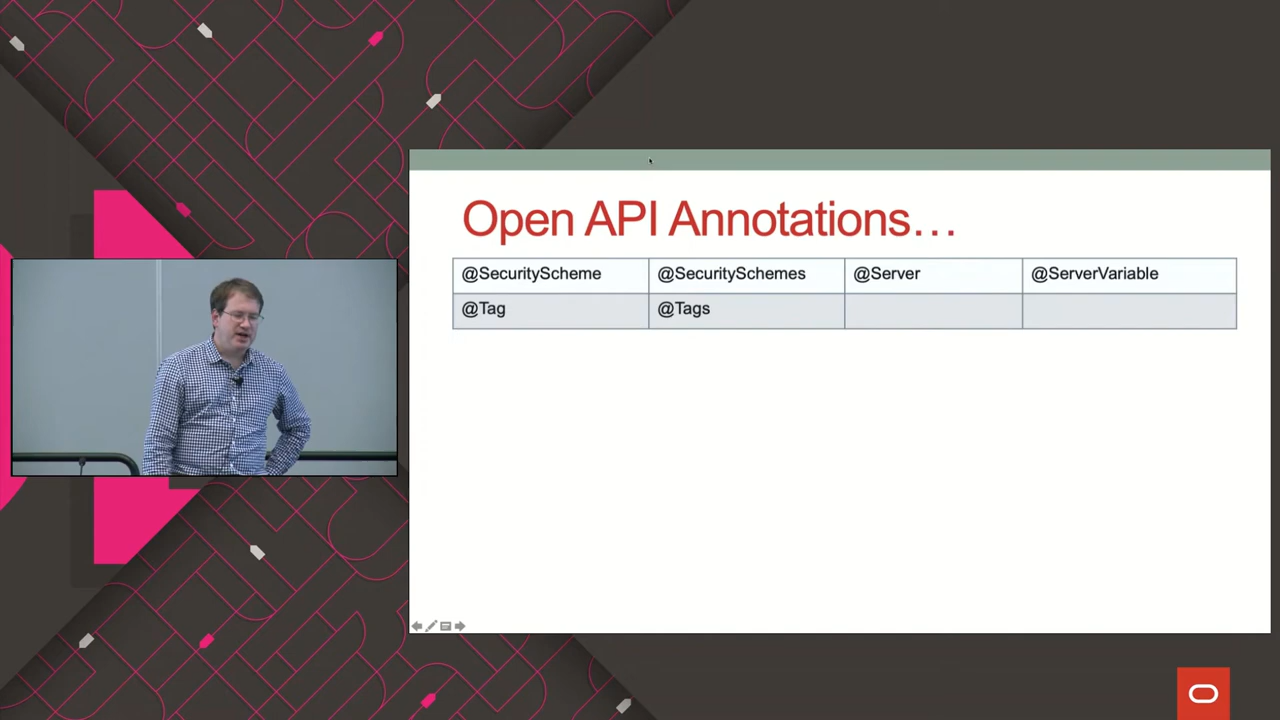 Open API Annotations…
@SecurityScheme @SecuritySchemes @Server @ServerVariable
@Tag @Tags